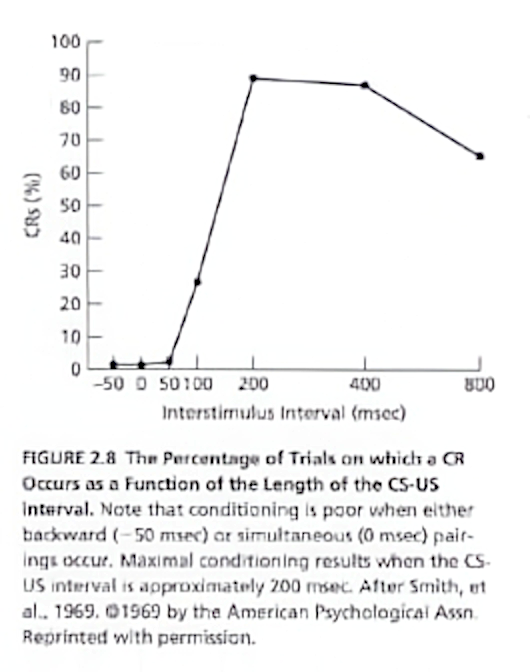 100
90
80
70
60
50
40
30
20
10
0
CRs (%)
-50 0 50 100 200 400 800
Interstimulus Interval (msec)
FIGURE 2.8 The Percentage of Trials on which a CR
Occurs as a Function of the Length of the CS-US
Interval. Note that conditioning is poor when either
backward (−50 msec) or simultaneous (0 msec) pair-
ings occur. Maximal conditioning results when the CS-
US interval is approximately 200 msec. After Smith, et
al., 1969. ©1969 by the American Psychological Assn.
Reprinted with permission.